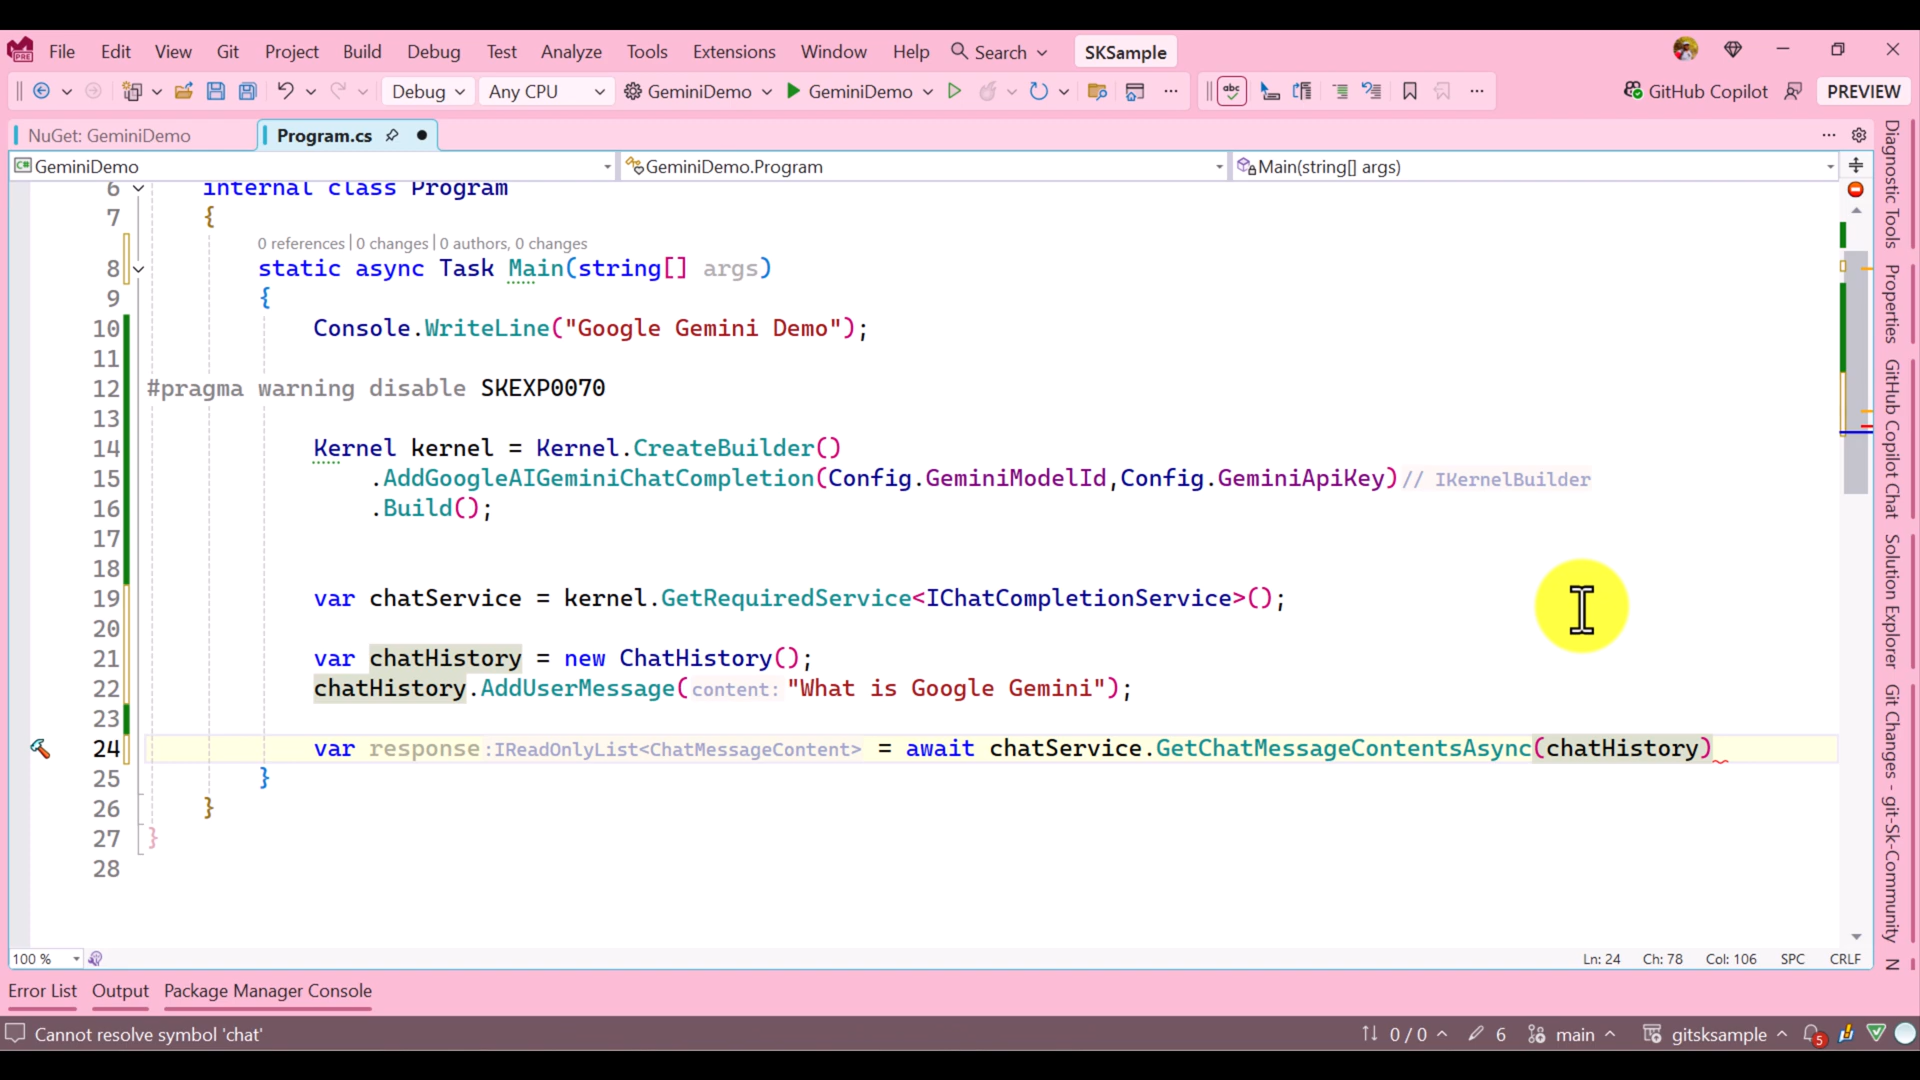 PRE File Edit View Git Project Build Debug Test Analyze Tools Extensions Window Help Search SKSample
Debug Any CPU GeminiDemo GeminiDemo abc GitHub Copilot PREVIEW
NuGet: GeminiDemo Program.cs
C# GeminiDemo GeminiDemo.Program Main(string[] args)
6 internal class Program
7 {
0 references | 0 changes | 0 authors, 0 changes
8 static async Task Main(string[] args)
9 {
10 Console.WriteLine("Google Gemini Demo");
11
12 #pragma warning disable SKEXP0070
13
14 Kernel kernel = Kernel.CreateBuilder()
15 .AddGoogleAIGeminiChatCompletion(Config.GeminiModelId,Config.GeminiApiKey)// IKernelBuilder
16 .Build();
17
18
19 var chatService = kernel.GetRequiredService<IChatCompletionService>();
20
21 var chatHistory = new ChatHistory();
22 chatHistory.AddUserMessage(content: "What is Google Gemini");
23
24 var response:IReadOnlyList<ChatMessageContent> = await chatService.GetChatMessageContentsAsync(chatHistory)
25 }
26 }
27 }
28
100 % Ln: 24 Ch: 78 Col: 106 SPC CRLF
Error List Output Package Manager Console
Cannot resolve symbol 'chat' 0 / 0 6 main gitsksample 5
Diagnostic Tools
Properties
GitHub Copilot Chat
Solution Explorer
Git Changes - git-Sk-Community
N